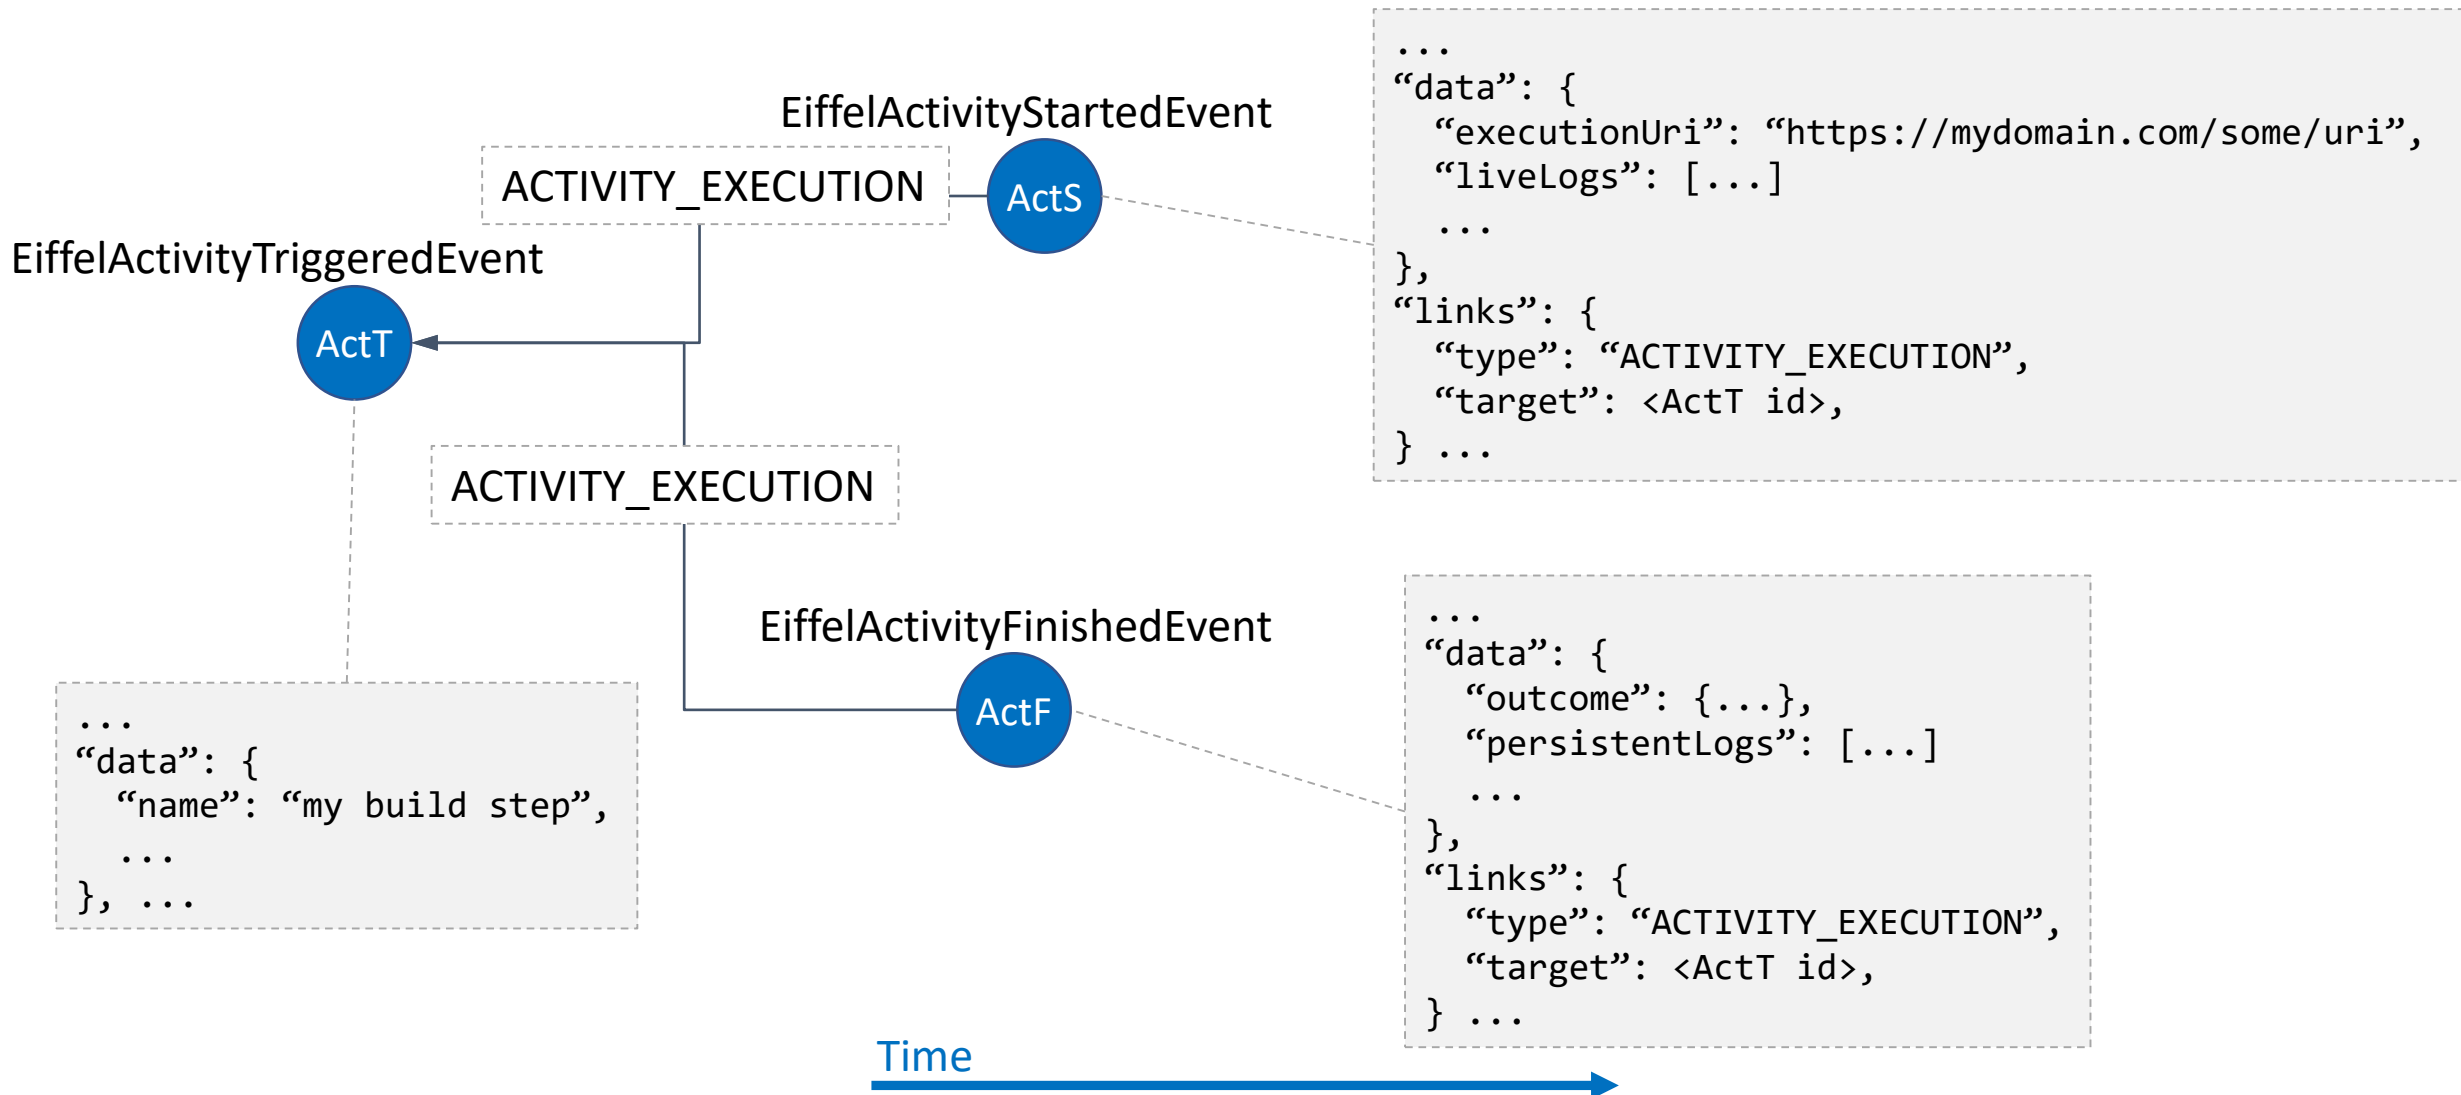 EiffelActivityStartedEvent
ACTIVITY_EXECUTION
ActS
EiffelActivityTriggeredEvent
ActT
ACTIVITY_EXECUTION
EiffelActivityFinishedEvent
ActF
...
“data”: {
“name”: “my build step”,
...
}, ...
...
“data”: {
“executionUri”: “https://mydomain.com/some/uri”,
“liveLogs”: [...]
...
},
“links”: {
“type”: “ACTIVITY_EXECUTION”,
“target”: <ActT id>,
} ...
...
“data”: {
“outcome”: {...},
“persistentLogs”: [...]
...
},
“links”: {
“type”: “ACTIVITY_EXECUTION”,
“target”: <ActT id>,
} ...
Time